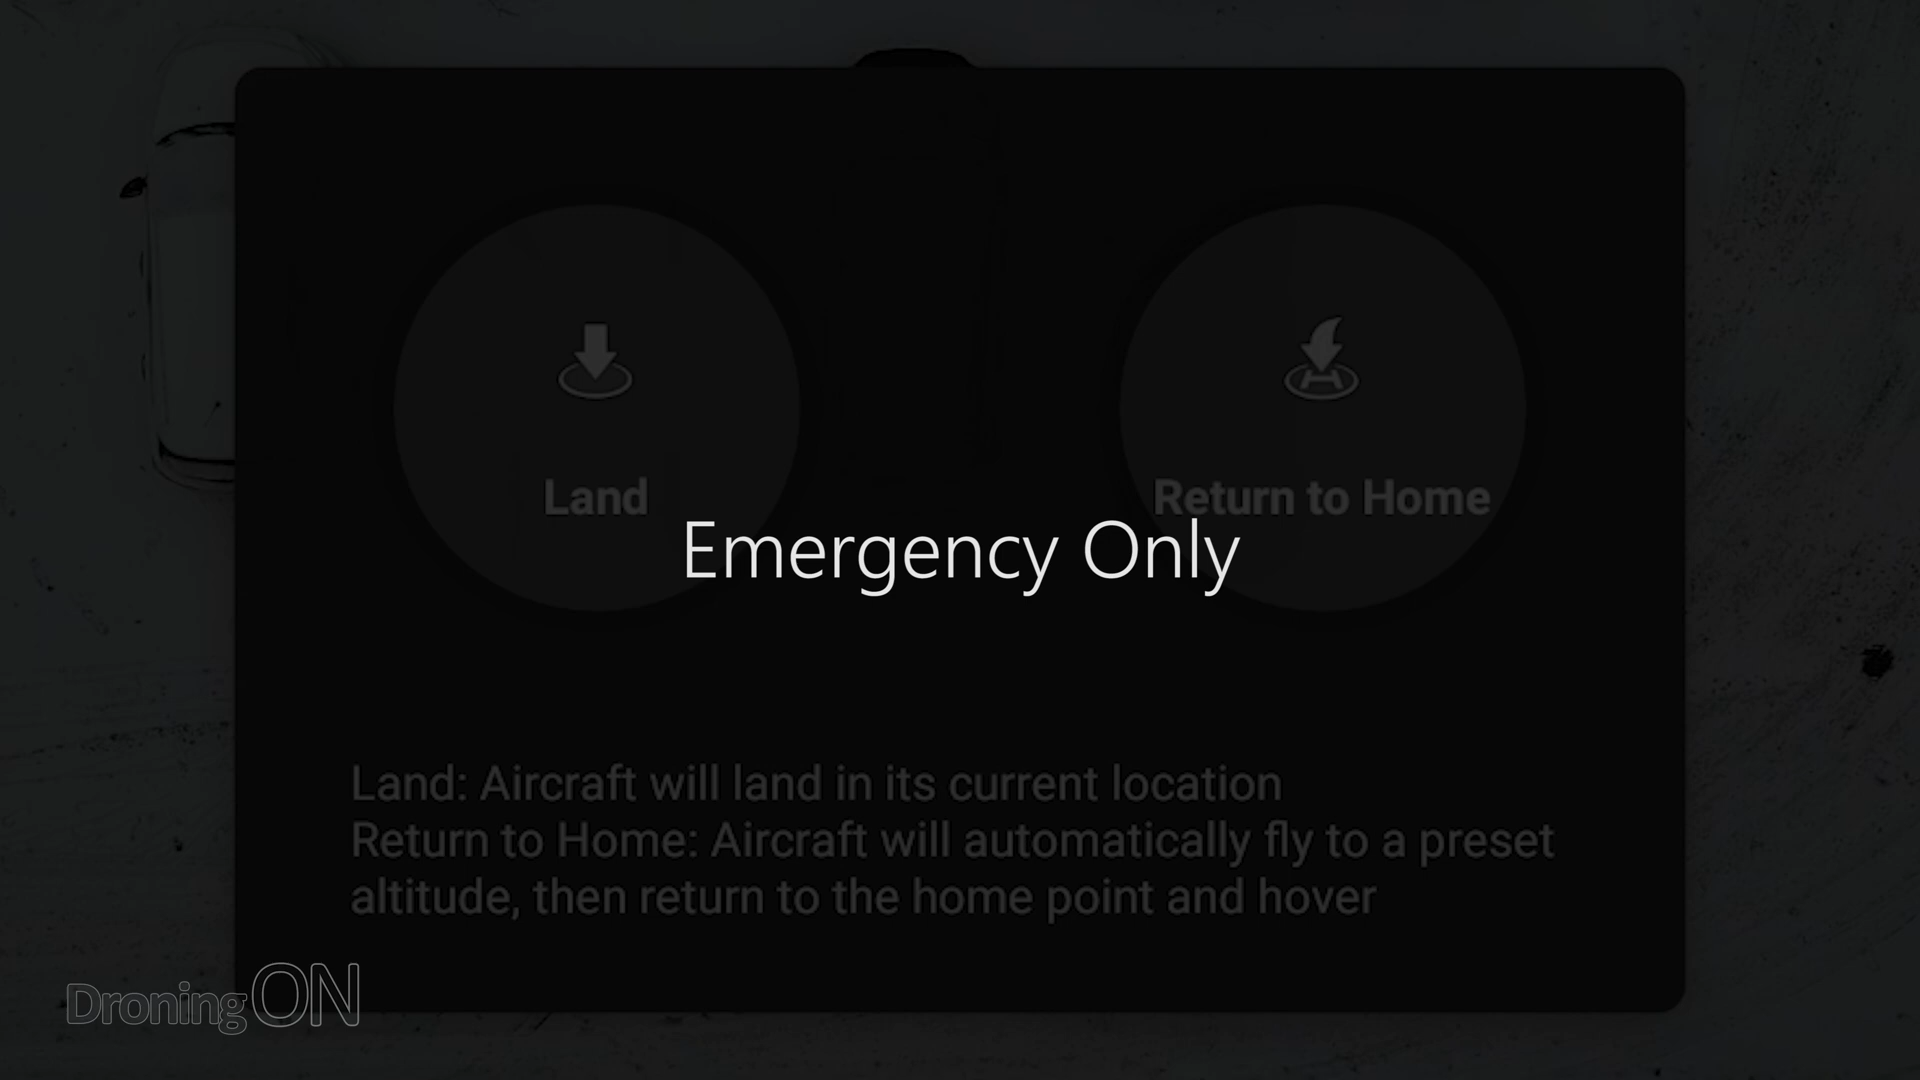 Land
Return to Home
Emergency Only
Land: Aircraft will land in its current location
Return to Home: Aircraft will automatically fly to a preset
altitude, then return to the home point and hover
DroningON